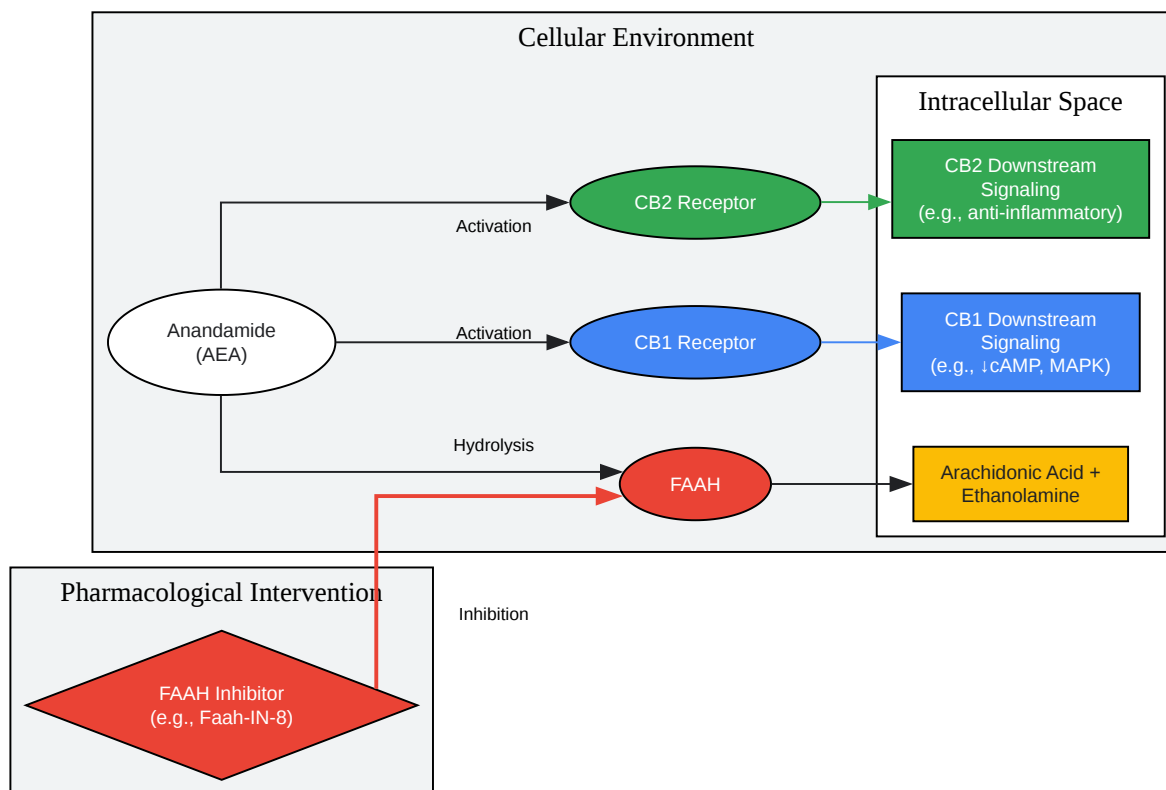 Cellular Environment
Intracellular Space
CB2 Downstream
Signaling
(e.g., anti-inflammatory)
CB2 Receptor
Activation
Anandamide
(AEA)
Activation
CB1 Receptor
CB1 Downstream
Signaling
(e.g., ↓cAMP, MAPK)
Hydrolysis
FAAH
Arachidonic Acid +
Ethanolamine
Pharmacological Intervention
Inhibition
FAAH Inhibitor
(e.g., Faah-IN-8)